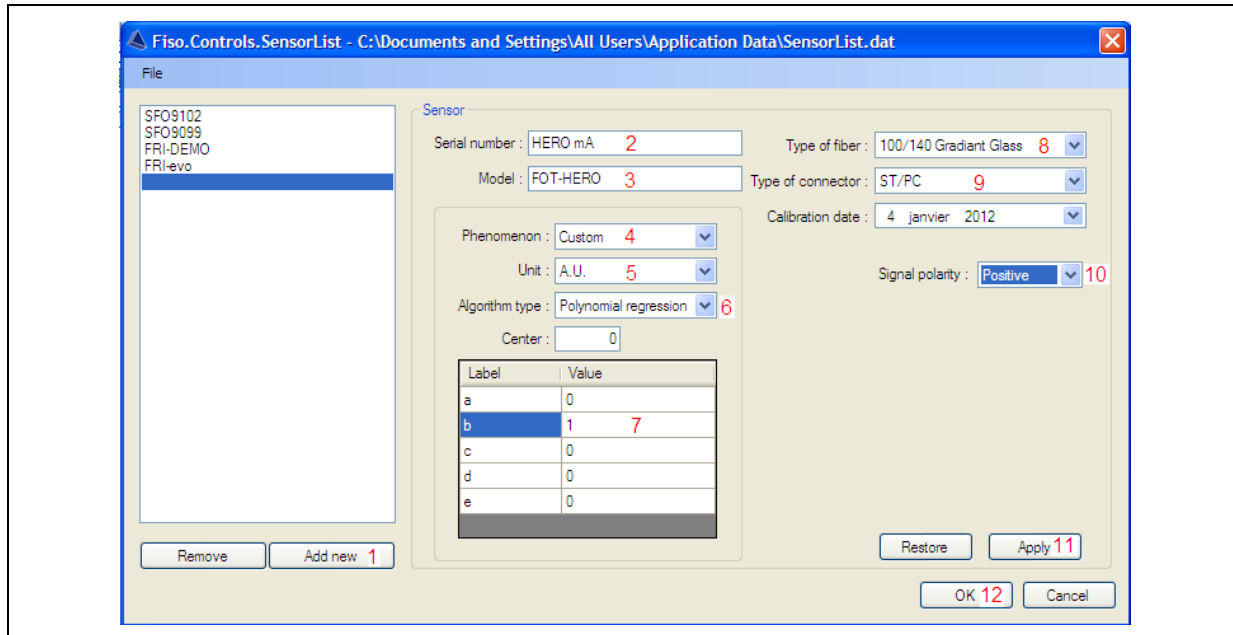 Fiso.Controls.SensorList - C:\Documents and Settings\All Users\Application Data\SensorList.dat
File
SFO9102
SFO9099
FRI-DEMO
FRI-evo
Remove
Add new 1
Sensor
Serial number : HERO mA 2
Model : FOT-HERO 3
Phenomenon : Custom 4
Unit : A.U. 5
Algorithm type : Polynomial regression 6
Center : 0
Label Value
a 0
b 1 7
c 0
d 0
e 0
Type of fiber : 100/140 Gradiant Glass 8
Type of connector : ST/PC 9
Calibration date : 4 janvier 2012
Signal polarity : Positive 10
Restore
Apply 11
OK 12
Cancel